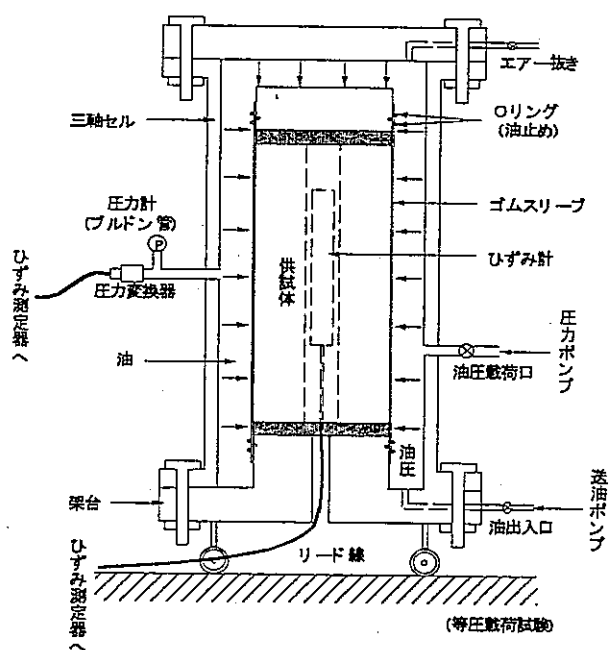 エアー抜き
三軸セル
Oリング
(油止め)
圧力計
(ブルドン管)
ゴムスリーブ
ひずみ計
P
ひずみ測定器へ
圧力変換器
供試体
圧力ポンプ
油
油圧載荷口
油圧
架台
送油ポンプ
油出入口
リード線
ひずみ測定器へ
(等圧載荷試験)